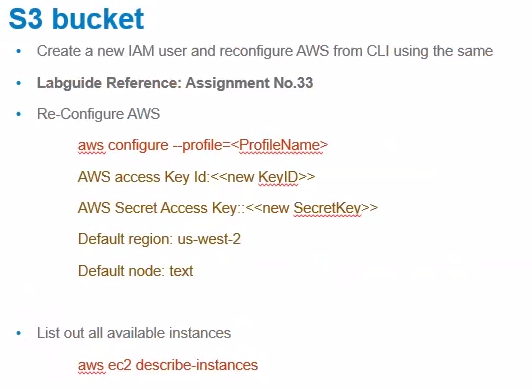 S3 bucket
• Create a new IAM user and reconfigure AWS from CLI using the same
• Labguide Reference: Assignment No.33
• Re-Configure AWS
aws configure --profile=<ProfileName>
AWS access Key Id:<<new KeyID>>
AWS Secret Access Key::<<new SecretKey>>
Default region: us-west-2
Default node: text
• List out all available instances
aws ec2 describe-instances